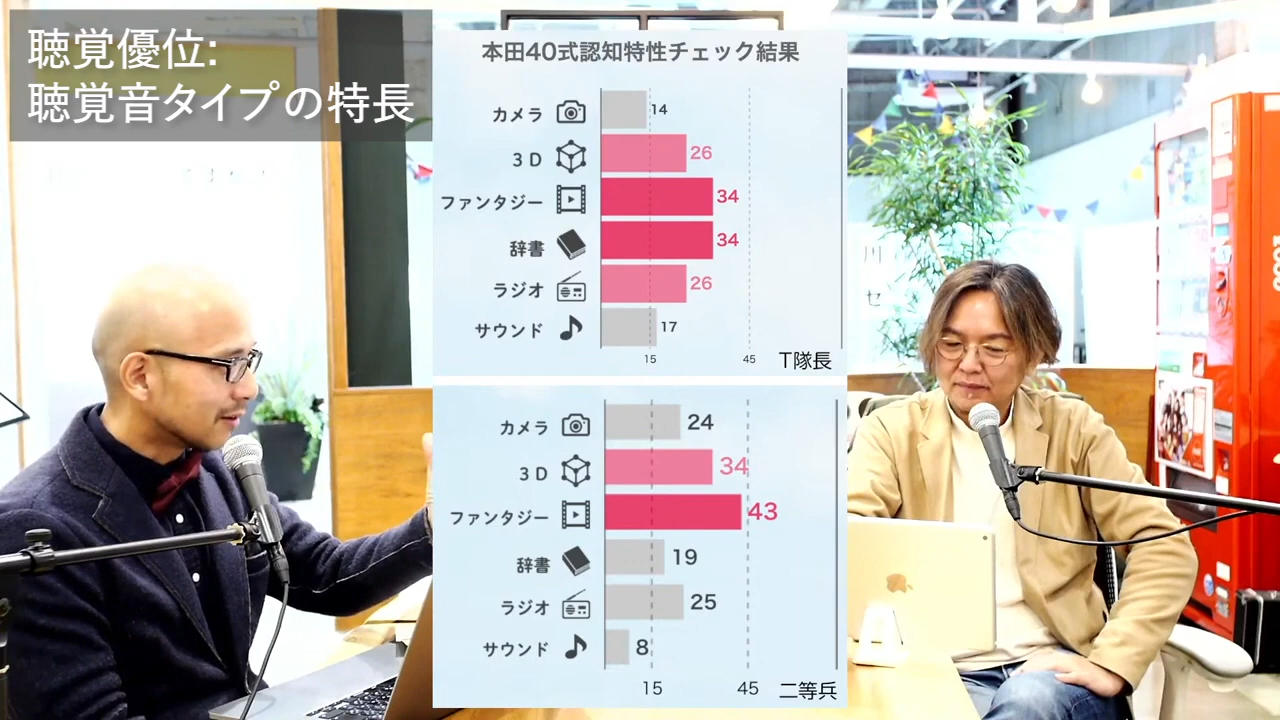 聴覚優位:
聴覚音タイプの特長
本田40式認知特性チェック結果
カメラ 14
3D 26
ファンタジー 34
辞書 34
ラジオ 26
サウンド 17
15 45 T隊長
カメラ 24
3D 34
ファンタジー 43
辞書 19
ラジオ 25
サウンド 8
15 45 二等兵
川
セ